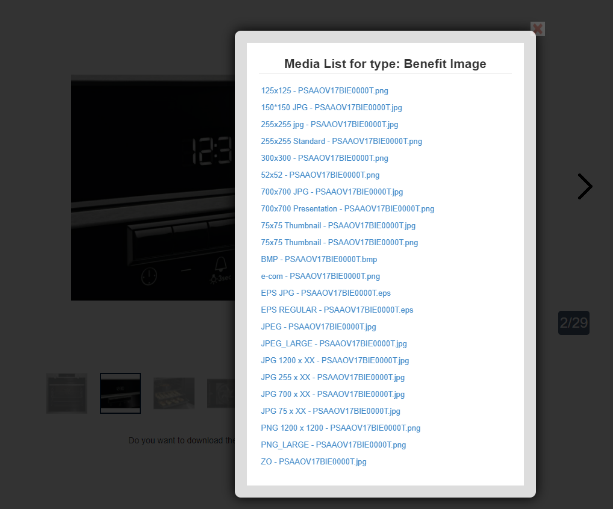 Media List for type: Benefit Image
125x125 - PSAAOV17BIE0000T.png
150*150 JPG - PSAAOV17BIE0000T.jpg
255x255 jpg - PSAAOV17BIE0000T.jpg
255x255 Standard - PSAAOV17BIE0000T.png
300x300 - PSAAOV17BIE0000T.png
52x52 - PSAAOV17BIE0000T.png
700x700 JPG - PSAAOV17BIE0000T.jpg
700x700 Presentation - PSAAOV17BIE0000T.png
75x75 Thumbnail - PSAAOV17BIE0000T.jpg
75x75 Thumbnail - PSAAOV17BIE0000T.png
BMP - PSAAOV17BIE0000T.bmp
e-com - PSAAOV17BIE0000T.png
EPS JPG - PSAAOV17BIE0000T.eps
EPS REGULAR - PSAAOV17BIE0000T.eps
JPEG - PSAAOV17BIE0000T.jpg
JPEG_LARGE - PSAAOV17BIE0000T.jpg
JPG 1200 x XX - PSAAOV17BIE0000T.jpg
JPG 255 x XX - PSAAOV17BIE0000T.jpg
JPG 700 x XX - PSAAOV17BIE0000T.jpg
JPG 75 x XX - PSAAOV17BIE0000T.jpg
PNG 1200 x 1200 - PSAAOV17BIE0000T.png
PNG_LARGE - PSAAOV17BIE0000T.png
ZO - PSAAOV17BIE0000T.jpg
2/29
Do you want to download the